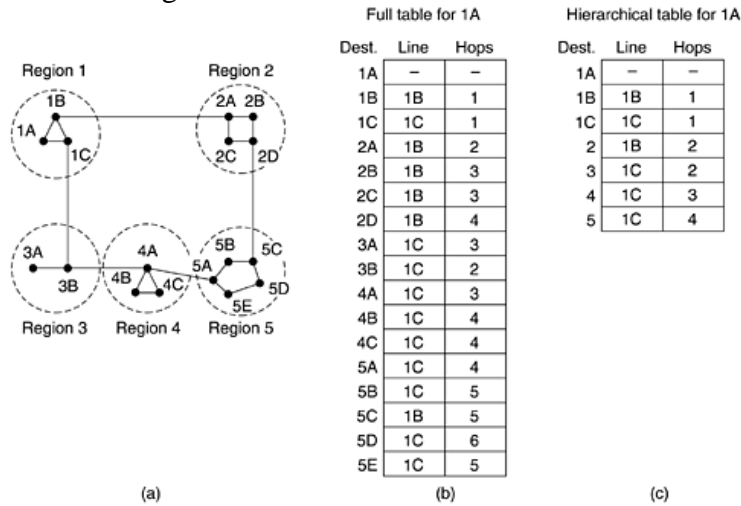 Full table for 1A
Hierarchical table for 1A
Dest. Line Hops
Dest. Line Hops
Region 1
Region 2
1B
1A
1C
2A 2B
2C 2D
3A
3B
4A
4B 4C
5B 5C
5A
5D
5E
Region 3 Region 4 Region 5
(a)
1A – –
1B 1B 1
1C 1C 1
2A 1B 2
2B 1B 3
2C 1B 3
2D 1B 4
3A 1C 3
3B 1C 2
4A 1C 3
4B 1C 4
4C 1C 4
5A 1C 4
5B 1C 5
5C 1B 5
5D 1C 6
5E 1C 5
(b)
1A – –
1B 1B 1
1C 1C 1
2 1B 2
3 1C 2
4 1C 3
5 1C 4
(c)